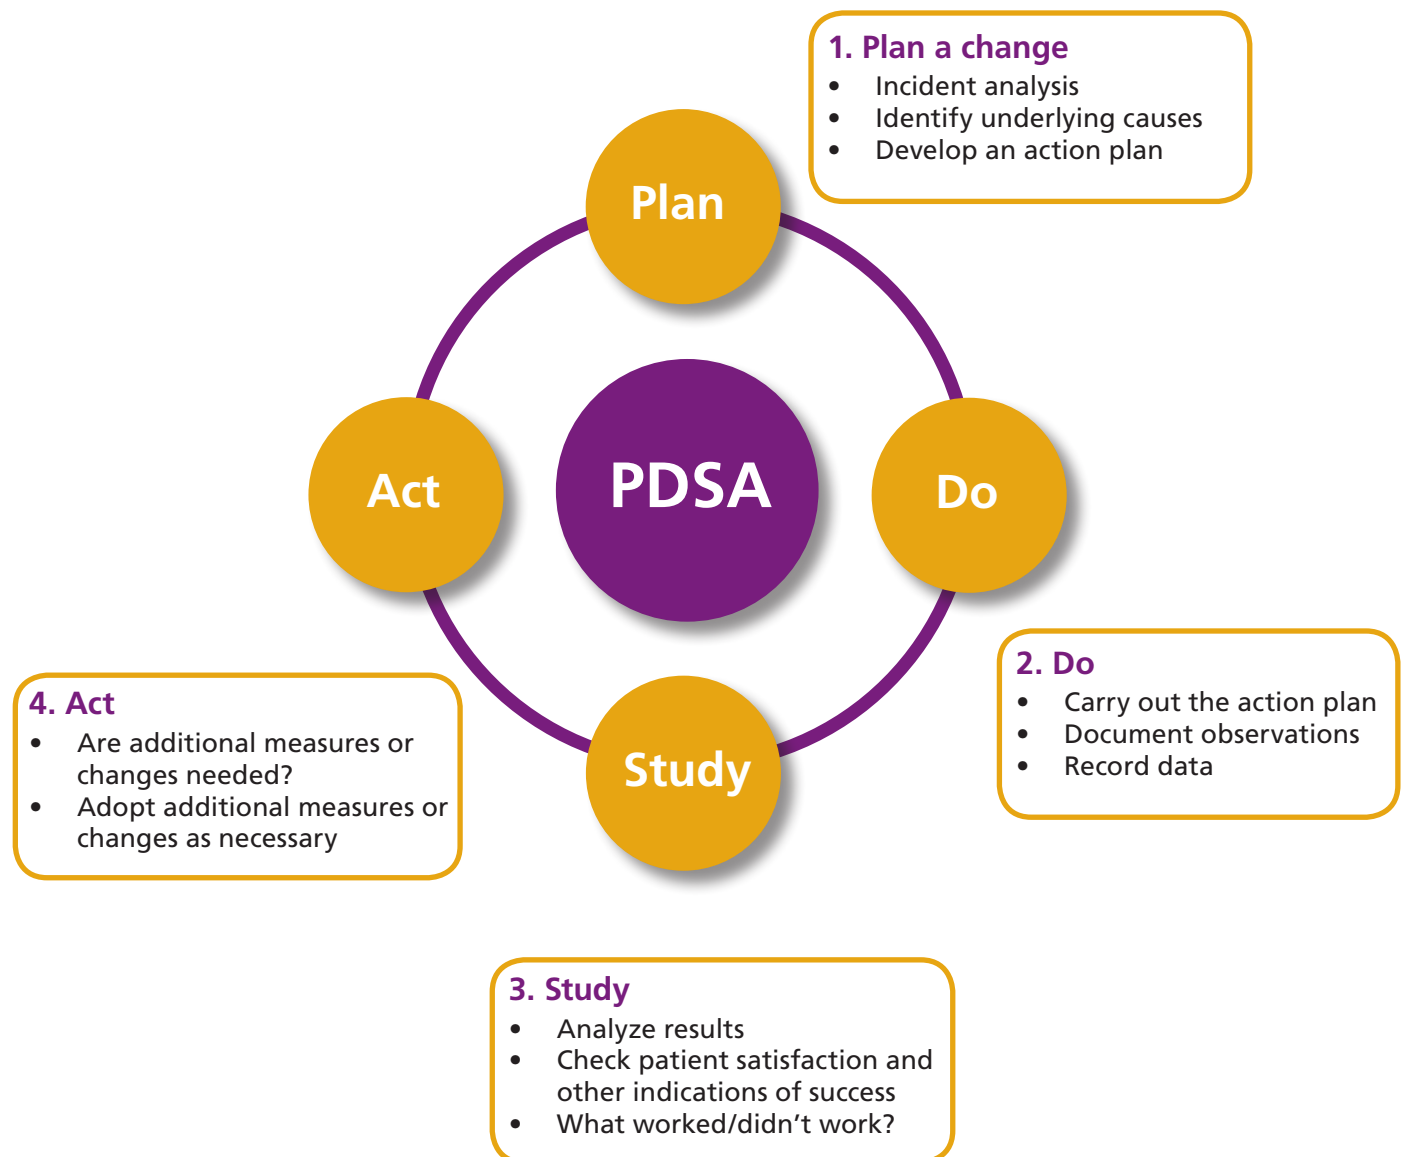 1. Plan a change
• Incident analysis
• Identify underlying causes
• Develop an action plan
Plan
Act
PDSA
Do
2. Do
• Carry out the action plan
• Document observations
• Record data
Study
4. Act
• Are additional measures or
changes needed?
• Adopt additional measures or
changes as necessary
3. Study
• Analyze results
• Check patient satisfaction and
other indications of success
• What worked/didn’t work?